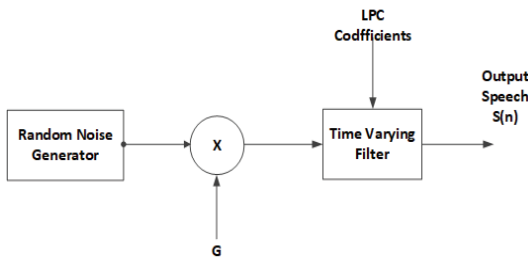 LPC
Codfficients
Output
Speech
S(n)
Random Noise
Generator
X
Time Varying
Filter
G